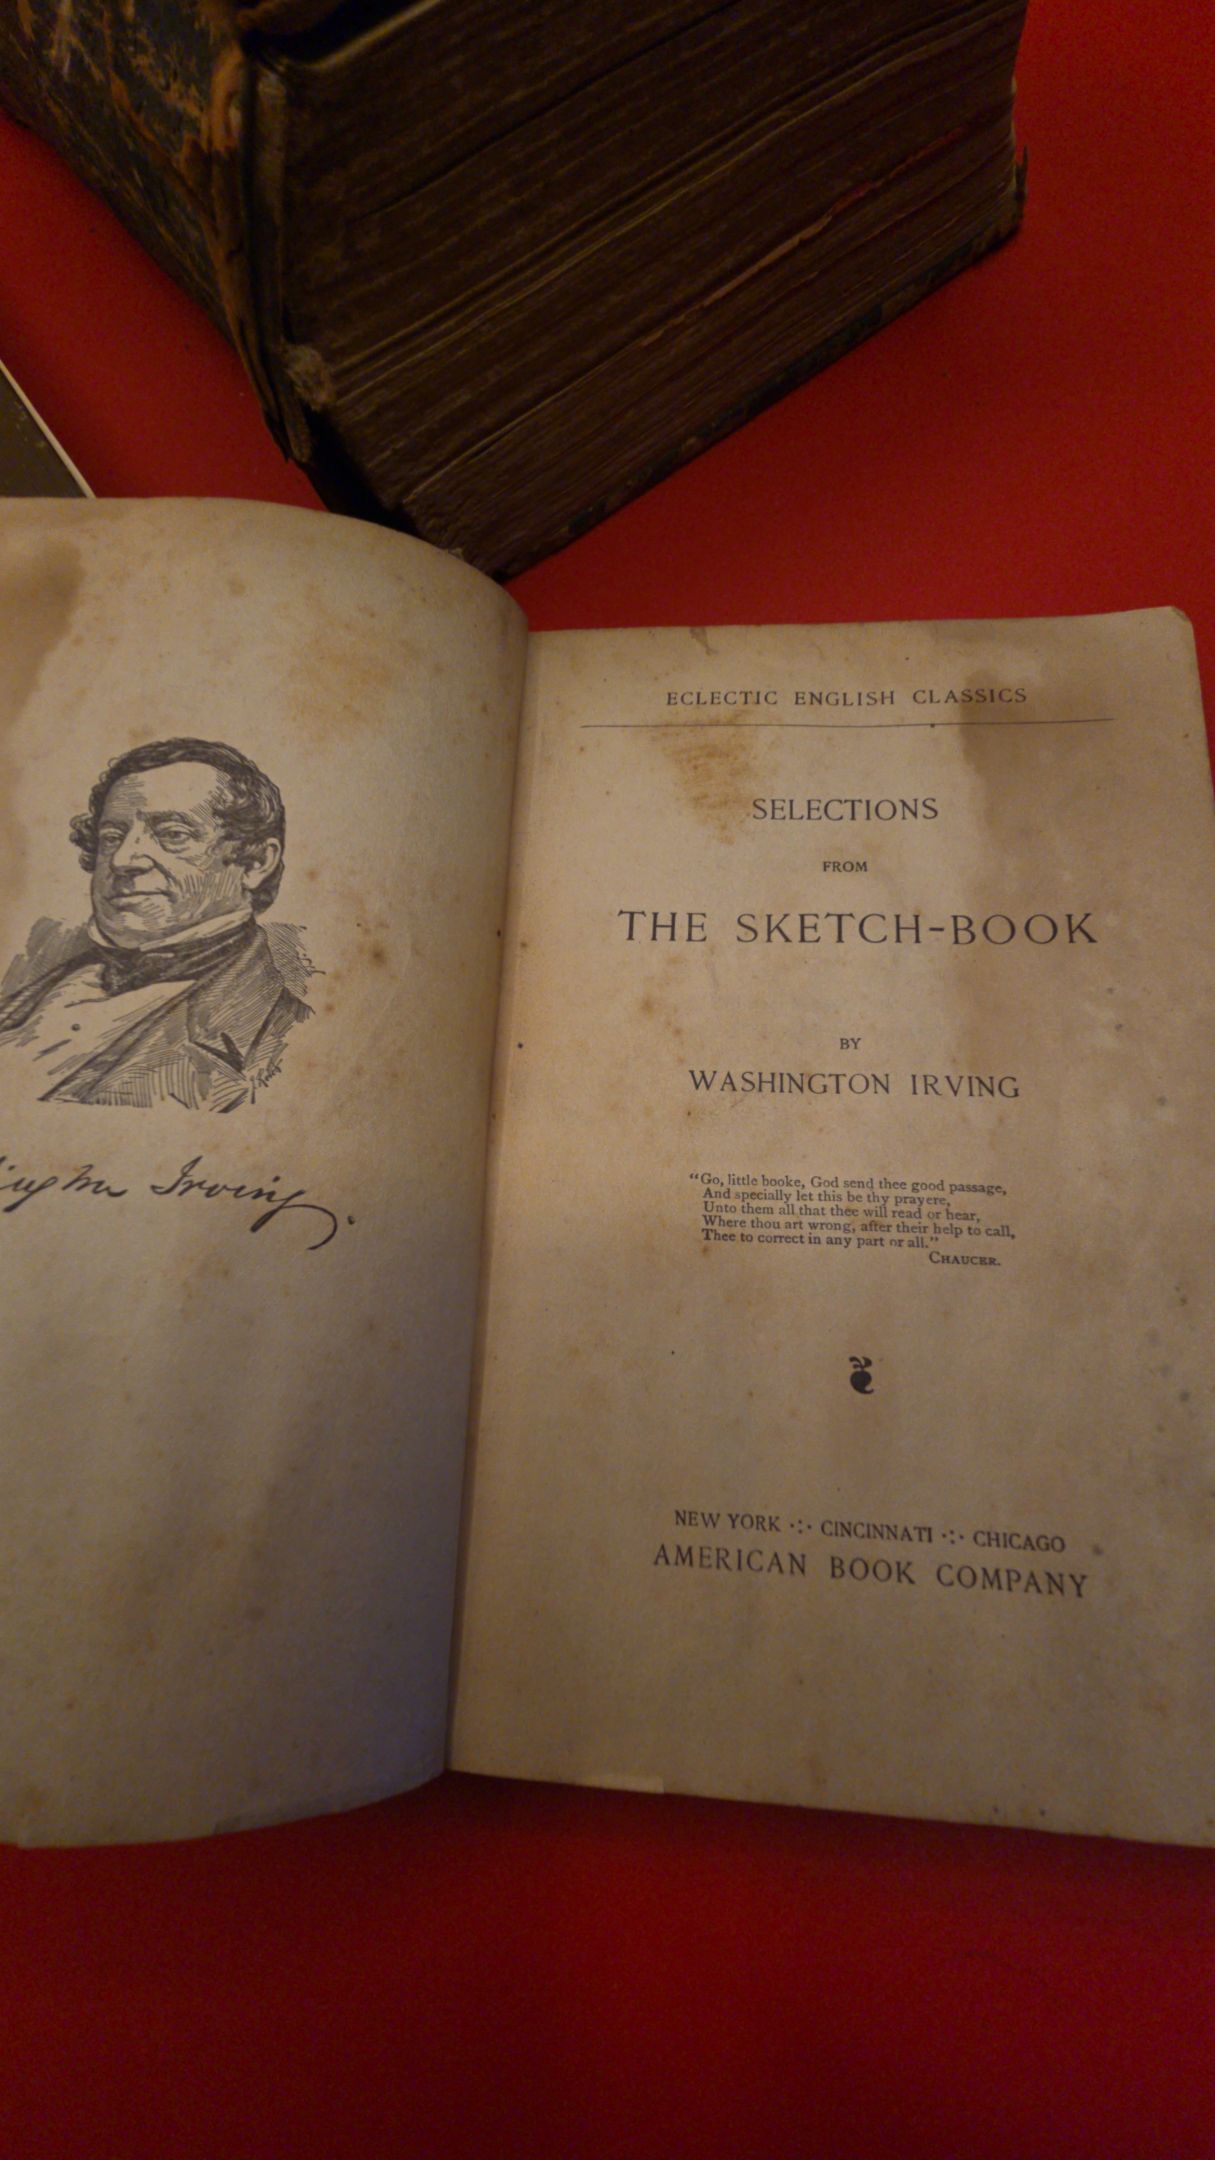 Irving.
ECLECTIC ENGLISH CLASSICS
SELECTIONS
FROM
THE SKETCH-BOOK
BY
WASHINGTON IRVING
“Go, little booke, God send thee good passage,
And specially let this be thy prayere,
Unto them all that thee will read or hear,
Where thou art wrong, after their help to call,
Thee to correct in any part or all.”
CHAUCER.
NEW YORK ·:· CINCINNATI ·:· CHICAGO
AMERICAN BOOK COMPANY